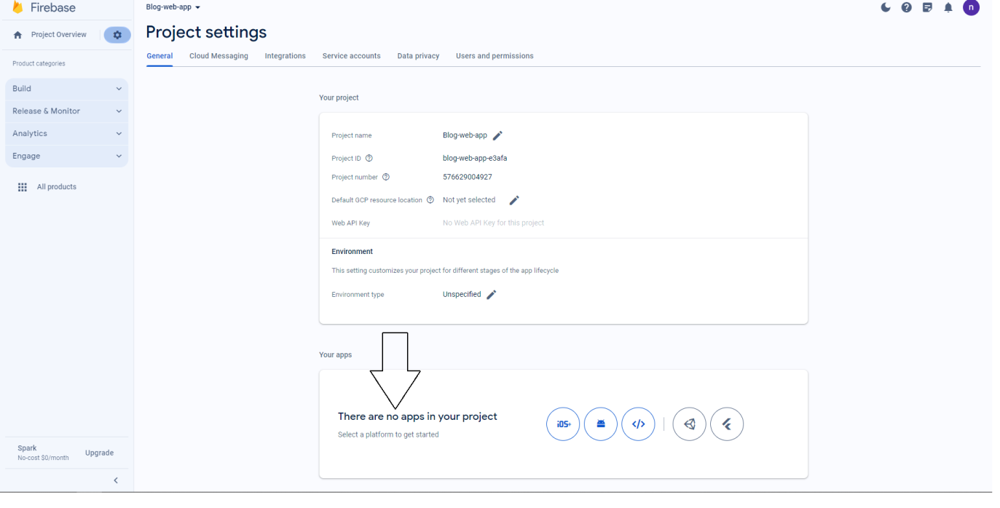 Firebase
Blog-web-app
n
Project Overview
Project settings
General Cloud Messaging Integrations Service accounts Data privacy Users and permissions
Product categories
Build
Release & Monitor
Analytics
Engage
All products
Your project
Project name Blog-web-app
Project ID blog-web-app-e3afa
Project number 576629004927
Default GCP resource location Not yet selected
Web API Key No Web API Key for this project
Environment
This setting customizes your project for different stages of the app lifecycle
Environment type Unspecified
Your apps
There are no apps in your project
Select a platform to get started
iOS+ </>
Spark
No-cost $0/month
Upgrade